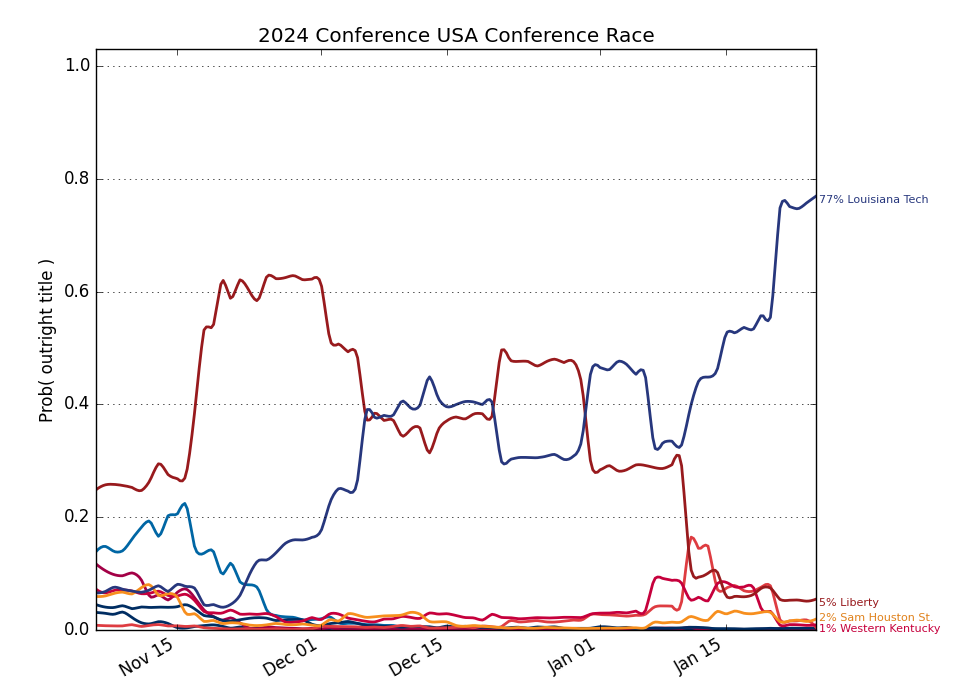 2024 Conference USA Conference Race
1.0
0.8
0.6
0.4
0.2
0.0
Prob( outright title )
Nov 15
Dec 01
Dec 15
Jan 01
Jan 15
77% Louisiana Tech
5% Liberty
2% Sam Houston St.
1% Western Kentucky